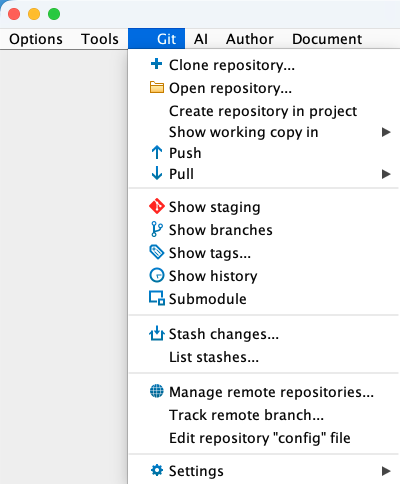 Options Tools Git AI Author Document
Clone repository...
Open repository...
Create repository in project
Show working copy in
Push
Pull
Show staging
Show branches
Show tags...
Show history
Submodule
Stash changes...
List stashes...
Manage remote repositories...
Track remote branch...
Edit repository "config" file
Settings